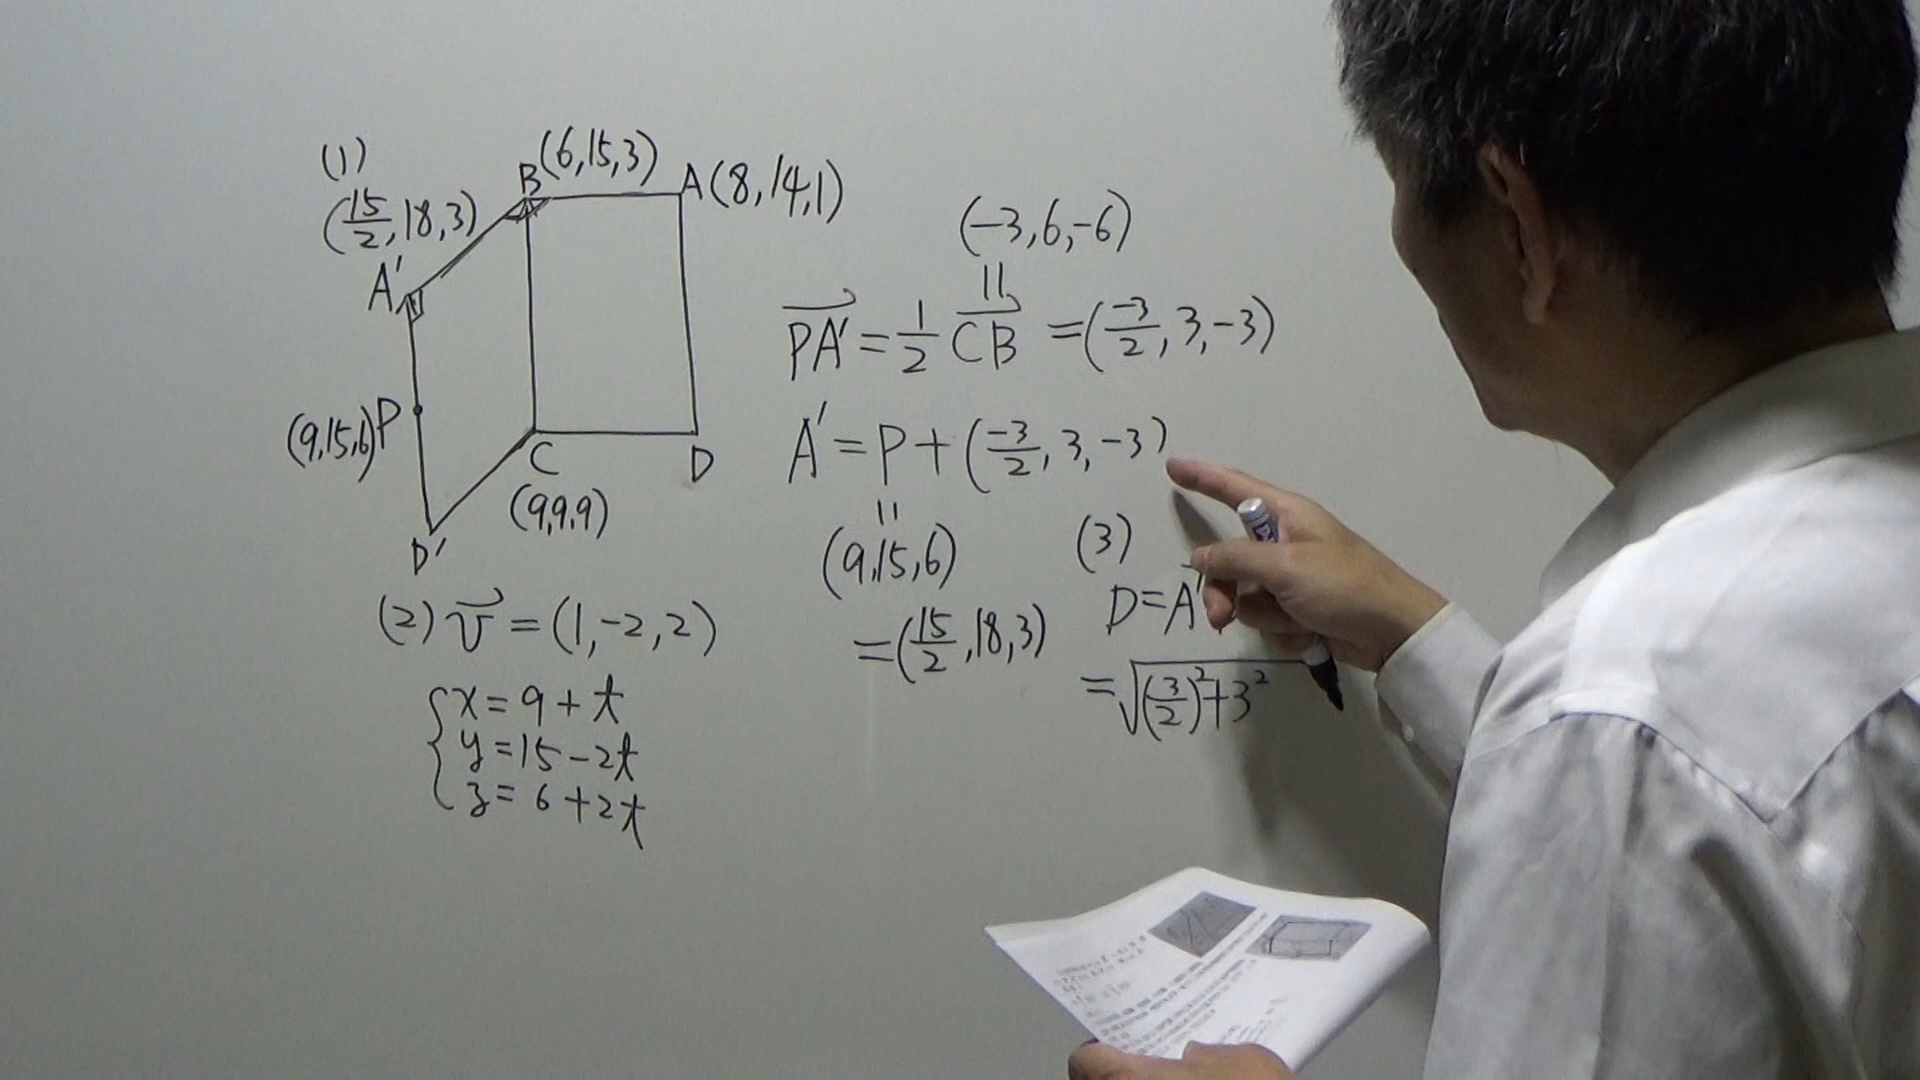 (1)
B(6,15,3)
A(8,14,1)
(15/2,18,3)
A'
(9,15,6)P
C
(9,9,9)
D
D'
(2) v⃗ = (1,-2,2)
{x = 9 + t
y = 15 - 2t
z = 6 + 2t
(-3,6,-6)
||
PA'⃗ = 1/2 CB⃗ = (-3/2, 3, -3)
A' = P + (-3/2, 3, -3)
||
(9,15,6)
= (15/2, 18, 3)
(3)
D = A'
= √(3/2)² + 3²